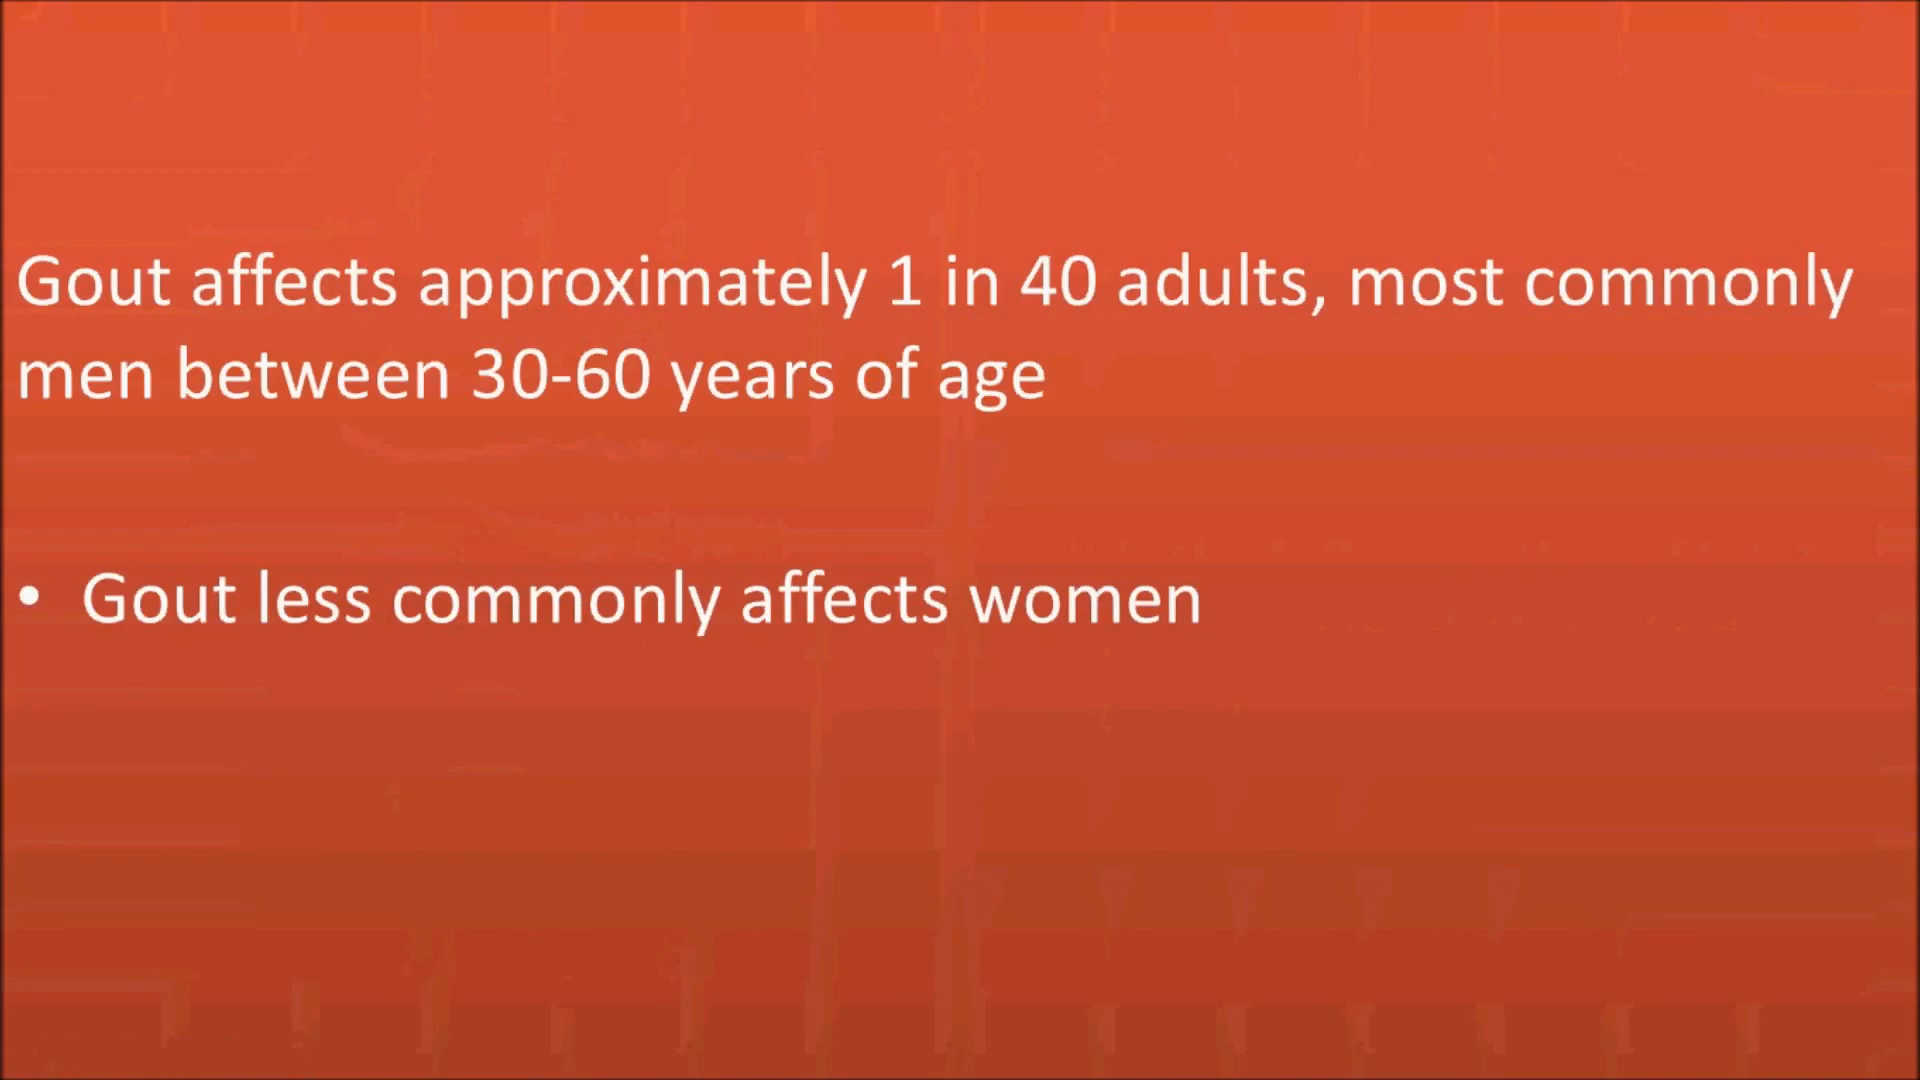 Gout affects approximately 1 in 40 adults, most commonly
men between 30-60 years of age
• Gout less commonly affects women